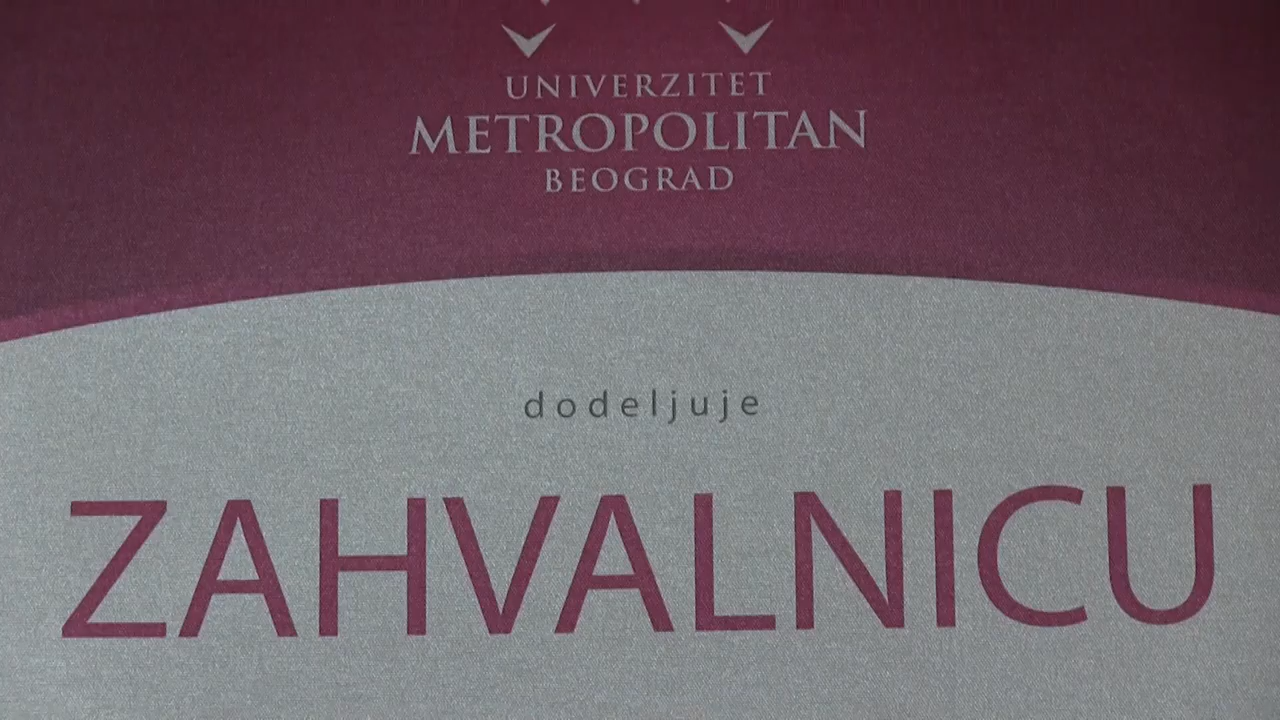 UNIVERZITET
METROPOLITAN
BEOGRAD
dodeljuje
ZAHVALNICU